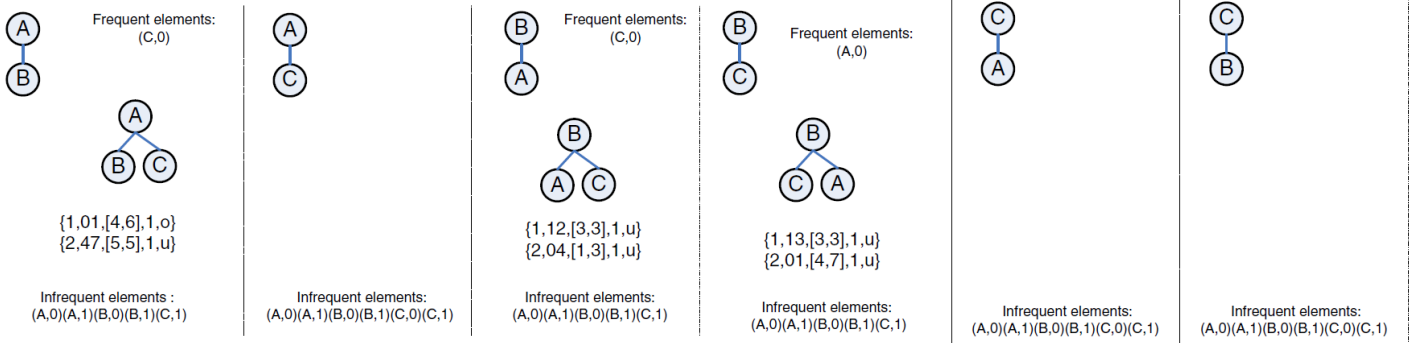 A
B
Frequent elements:
(C,0)
A
B
C
{1,01,[4,6],1,o}
{2,47,[5,5],1,u}
Infrequent elements :
(A,0)(A,1)(B,0)(B,1)(C,1)
A
C
Infrequent elements:
(A,0)(A,1)(B,0)(B,1)(C,0)(C,1)
B
A
Frequent elements:
(C,0)
B
A
C
{1,12,[3,3],1,u}
{2,04,[1,3],1,u}
Infrequent elements:
(A,0)(A,1)(B,0)(B,1)(C,1)
B
C
Frequent elements:
(A,0)
B
C
A
{1,13,[3,3],1,u}
{2,01,[4,7],1,u}
Infrequent elements:
(A,0)(A,1)(B,0)(B,1)(C,1)
C
A
Infrequent elements:
(A,0)(A,1)(B,0)(B,1)(C,0)(C,1)
C
B
Infrequent elements:
(A,0)(A,1)(B,0)(B,1)(C,0)(C,1)